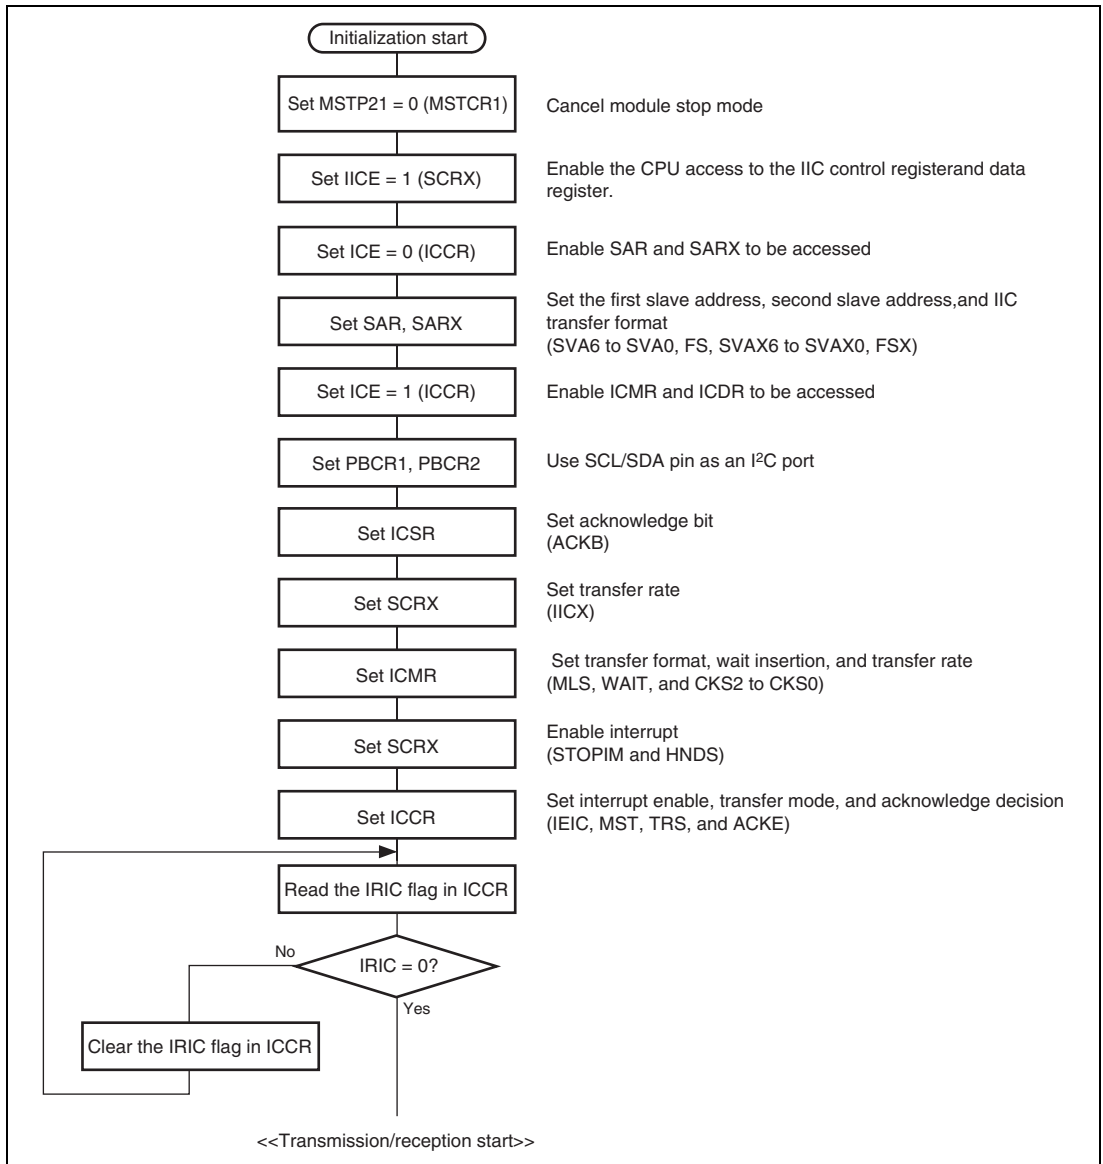 Initialization start
Set MSTP21 = 0 (MSTCR1)
Cancel module stop mode
Set IICE = 1 (SCRX)
Enable the CPU access to the IIC control registerand data
register.
Set ICE = 0 (ICCR)
Enable SAR and SARX to be accessed
Set SAR, SARX
Set the first slave address, second slave address,and IIC
transfer format
(SVA6 to SVA0, FS, SVAX6 to SVAX0, FSX)
Set ICE = 1 (ICCR)
Enable ICMR and ICDR to be accessed
Set PBCR1, PBCR2
Use SCL/SDA pin as an I²C port
Set ICSR
Set acknowledge bit
(ACKB)
Set SCRX
Set transfer rate
(IICX)
Set ICMR
Set transfer format, wait insertion, and transfer rate
(MLS, WAIT, and CKS2 to CKS0)
Set SCRX
Enable interrupt
(STOPIM and HNDS)
Set ICCR
Set interrupt enable, transfer mode, and acknowledge decision
(IEIC, MST, TRS, and ACKE)
Read the IRIC flag in ICCR
No
IRIC = 0?
Yes
Clear the IRIC flag in ICCR
<<Transmission/reception start>>